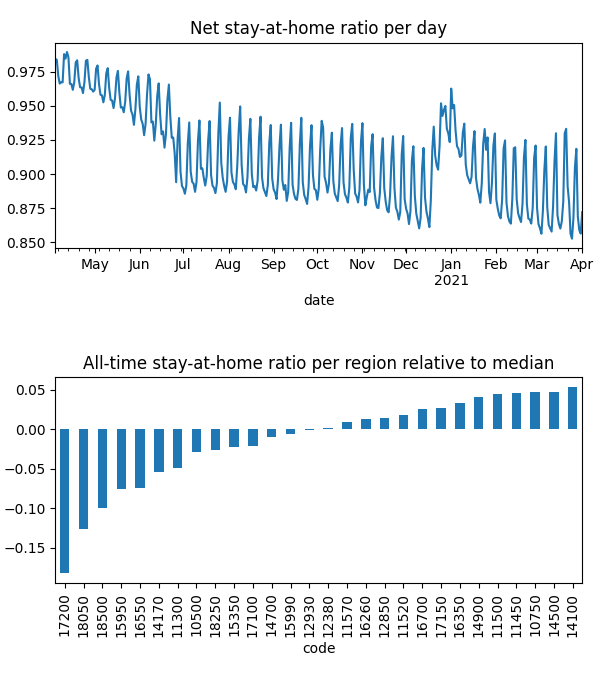 Net stay-at-home ratio per day
0.975
0.950
0.925
0.900
0.875
0.850
May Jun Jul Aug Sep Oct Nov Dec Jan Feb Mar Apr
2021
date
All-time stay-at-home ratio per region relative to median
0.05
0.00
−0.05
−0.10
−0.15
17200 18050 18500 15950 16550 14170 11300 10500 18250 15350 17100 14700 15990 12930 12380 11570 16260 12850 11520 16700 17150 16350 14900 11500 11450 10750 14500 14100
code